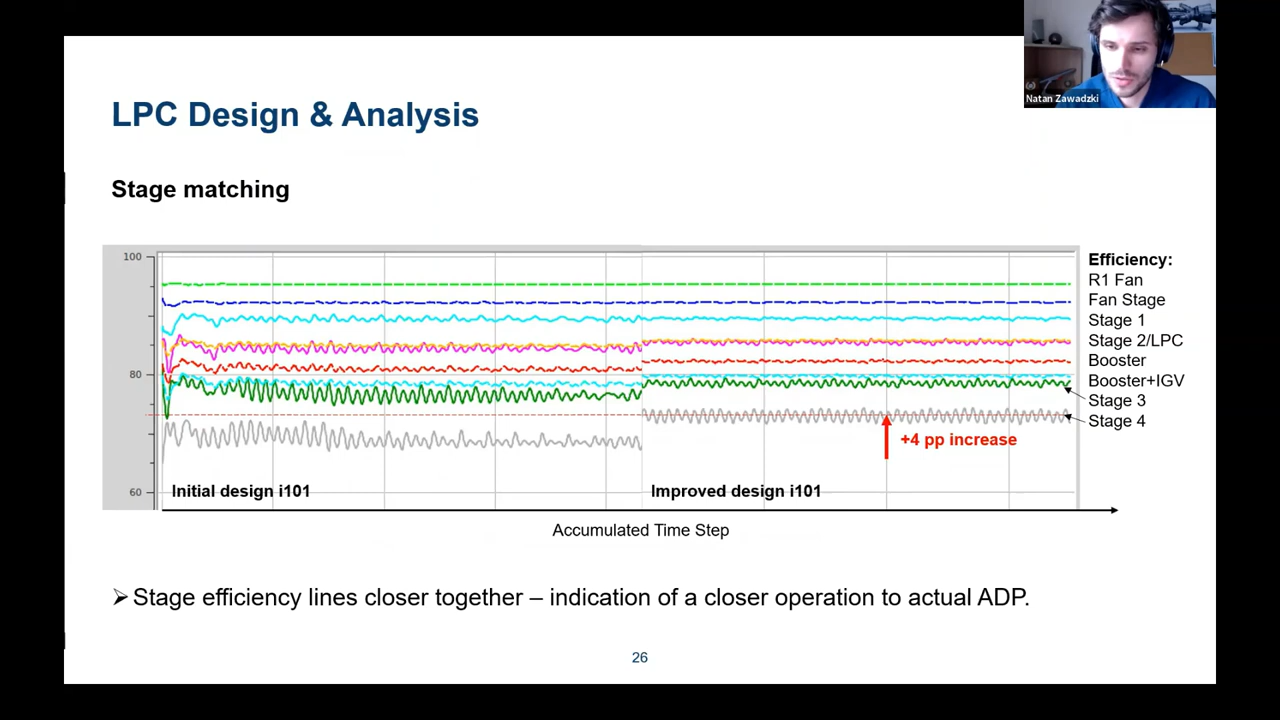 Natan Zawadzki
LPC Design & Analysis
Stage matching
100
80
60
Efficiency:
R1 Fan
Fan Stage
Stage 1
Stage 2/LPC
Booster
Booster+IGV
Stage 3
Stage 4
+4 pp increase
Initial design i101
Improved design i101
Accumulated Time Step
➢ Stage efficiency lines closer together – indication of a closer operation to actual ADP.
26